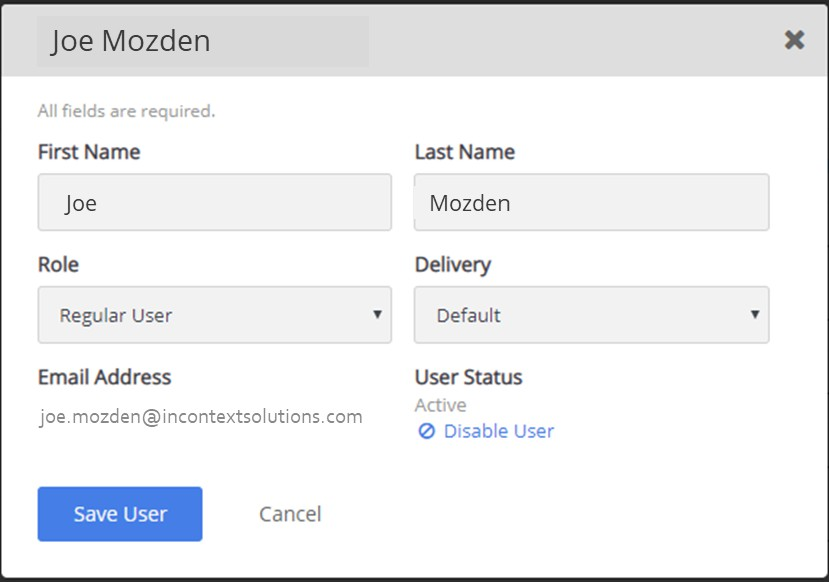 Joe Mozden
All fields are required.
First Name
Last Name
Joe
Mozden
Role
Delivery
Regular User
Default
Email Address
User Status
joe.mozden@incontextsolutions.com
Active
Disable User
Save User
Cancel